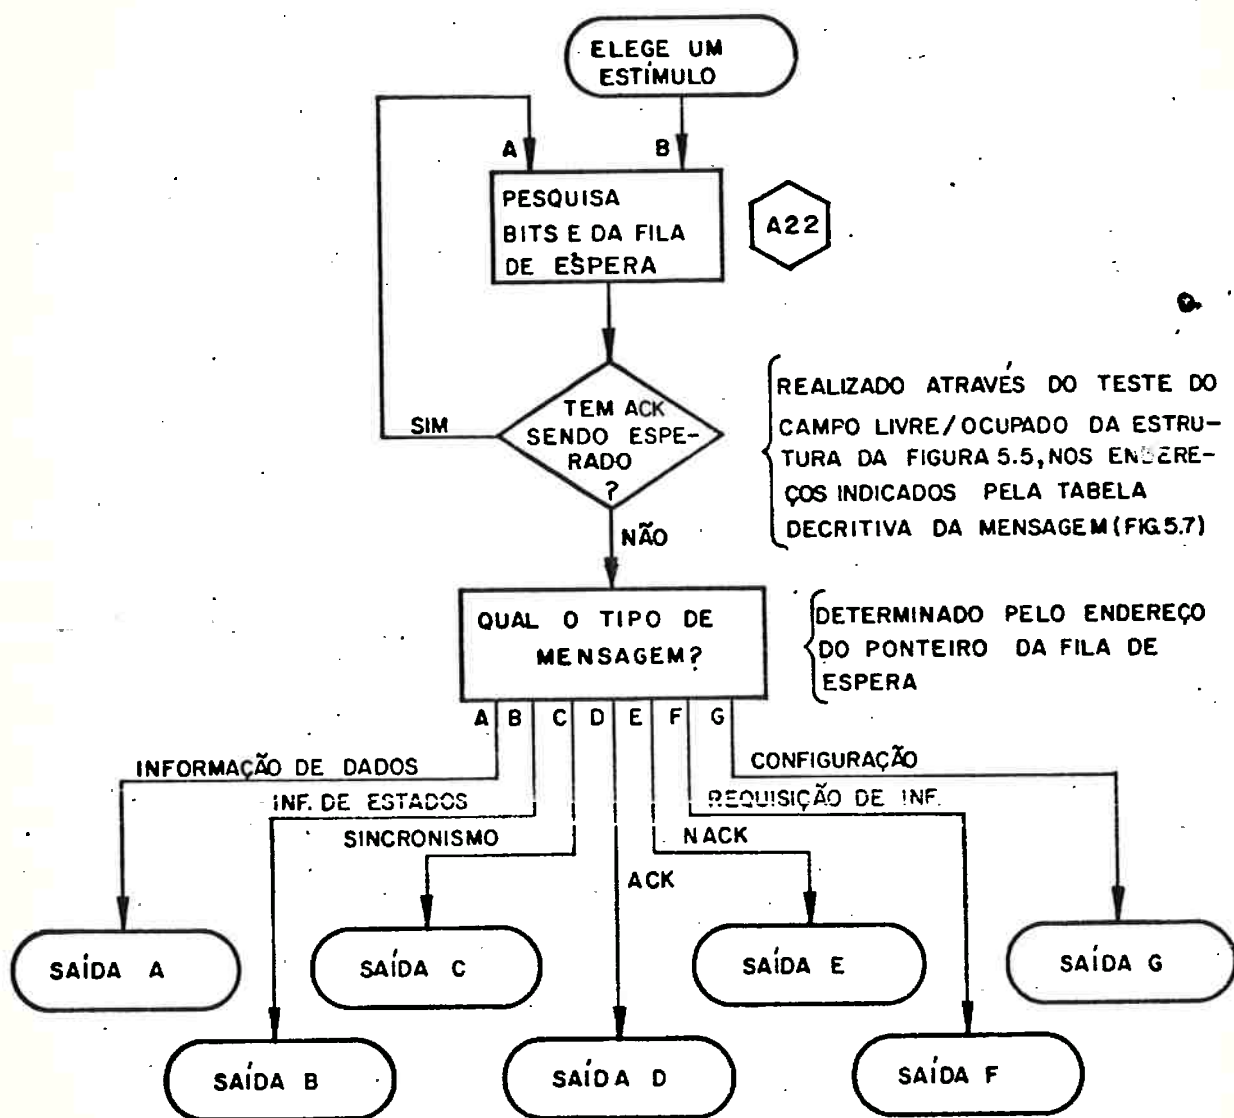 ELEGE UM
ESTÍMULO
A
B
PESQUISA
BITS E DA FILA
DE ESPERA
A22
TEM ACK
SENDO ESPE-
RADO
?
SIM
NÃO
REALIZADO ATRAVÉS DO TESTE DO
CAMPO LIVRE/OCUPADO DA ESTRU-
TURA DA FIGURA 5.5, NOS ENDERE-
ÇOS INDICADOS PELA TABELA
DECRITIVA DA MENSAGEM (FIG.5.7)
QUAL O TIPO DE
MENSAGEM?
DETERMINADO PELO ENDEREÇO
DO PONTEIRO DA FILA DE
ESPERA
A B C D E F G
INFORMAÇÃO DE DADOS
CONFIGURAÇÃO
INF. DE ESTADOS
REQUISIÇÃO DE INF.
SINCRONISMO
NACK
ACK
SAÍDA A
SAÍDA C
SAÍDA E
SAÍDA G
SAÍDA B
SAÍDA D
SAÍDA F